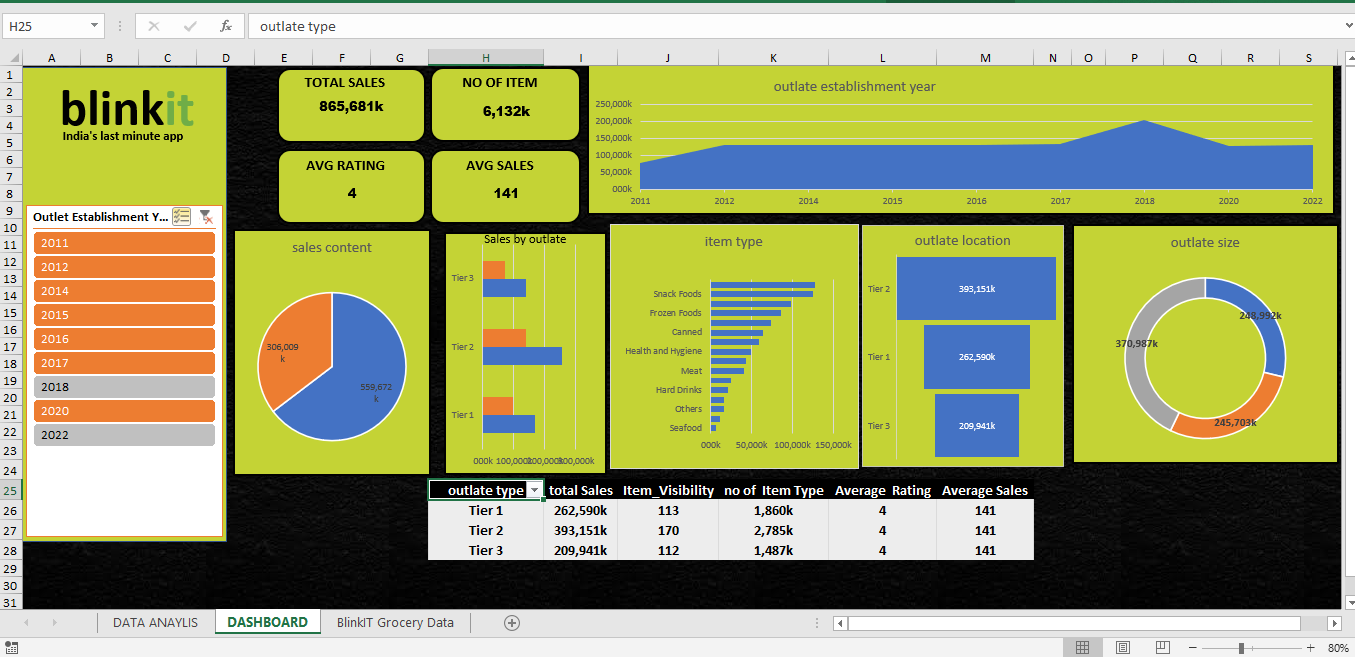 H25
fx
outlate type
A B C D E F G H I J K L M N O P Q R S
1
2
3
4
5
6
7
8
9
10
11
12
13
14
15
16
17
18
19
20
21
22
23
24
25
26
27
28
29
30
31
blinkit
India's last minute app
TOTAL SALES
865,681k
NO OF ITEM
6,132k
AVG RATING
4
AVG SALES
141
outlate establishment year
250,000k
200,000k
150,000k
100,000k
50,000k
000k
2011 2012 2014 2015 2016 2017 2018 2020 2022
Outlet Establishment Y...
2011
2012
2014
2015
2016
2017
2018
2020
2022
sales content
306,009
k
559,672
k
Sales by outlate
Tier 3
Tier 2
Tier 1
000k 100,000k 200,000k 300,000k
item type
Snack Foods
Frozen Foods
Canned
Health and Hygiene
Meat
Hard Drinks
Others
Seafood
000k 50,000k 100,000k 150,000k
outlate location
Tier 2 393,151k
Tier 1 262,590k
Tier 3 209,941k
outlate size
248,992k
370,987k
245,703k
outlate type total Sales Item_Visibility no of Item Type Average Rating Average Sales
Tier 1 262,590k 113 1,860k 4 141
Tier 2 393,151k 170 2,785k 4 141
Tier 3 209,941k 112 1,487k 4 141
DATA ANAYLIS DASHBOARD BlinkIT Grocery Data
80%